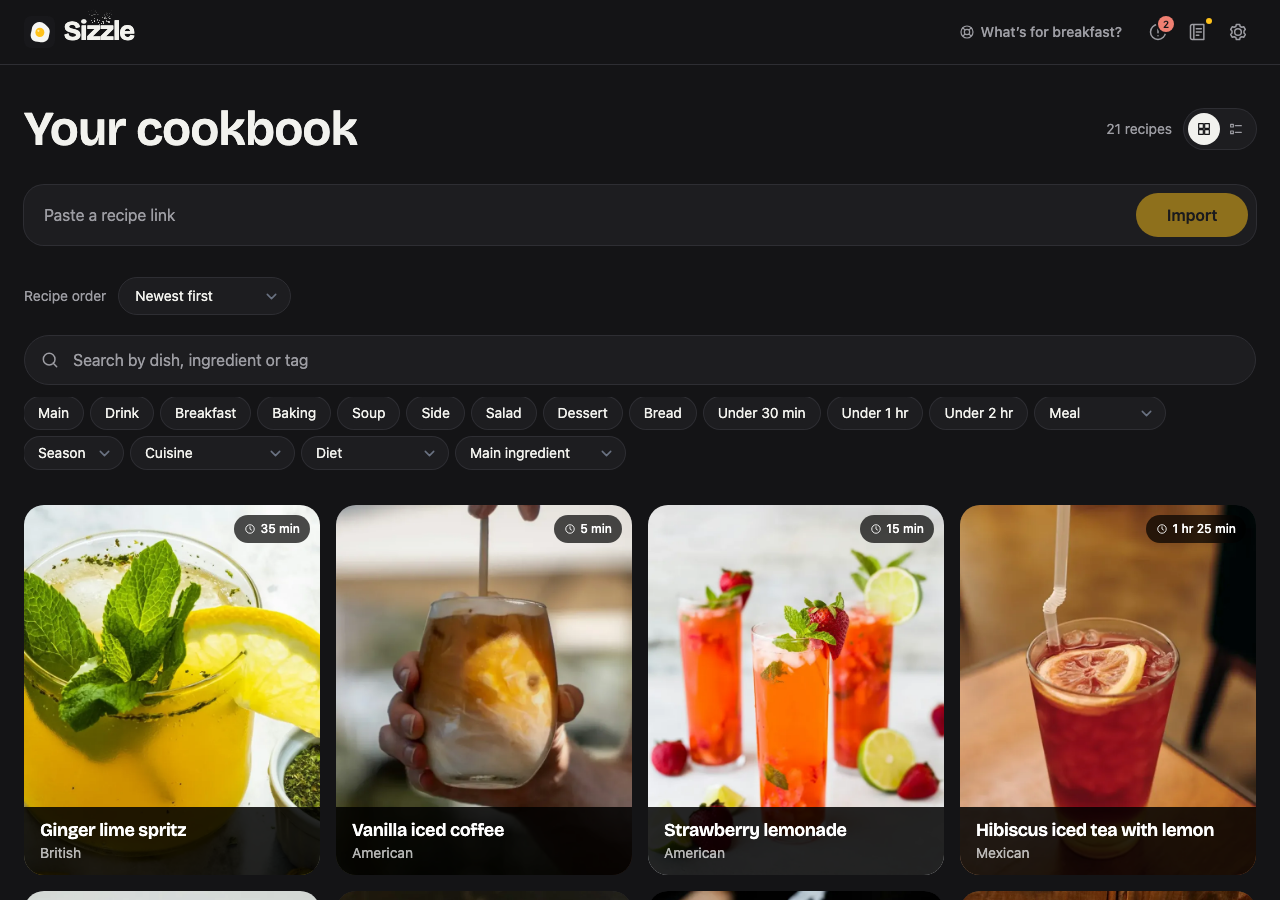 Sizzle
What's for breakfast?
2
Your cookbook
21 recipes
Paste a recipe link
Import
Recipe order
Newest first
Search by dish, ingredient or tag
Main
Drink
Breakfast
Baking
Soup
Side
Salad
Dessert
Bread
Under 30 min
Under 1 hr
Under 2 hr
Meal
Season
Cuisine
Diet
Main ingredient
35 min
5 min
15 min
1 hr 25 min
Ginger lime spritz
British
Vanilla iced coffee
American
Strawberry lemonade
American
Hibiscus iced tea with lemon
Mexican